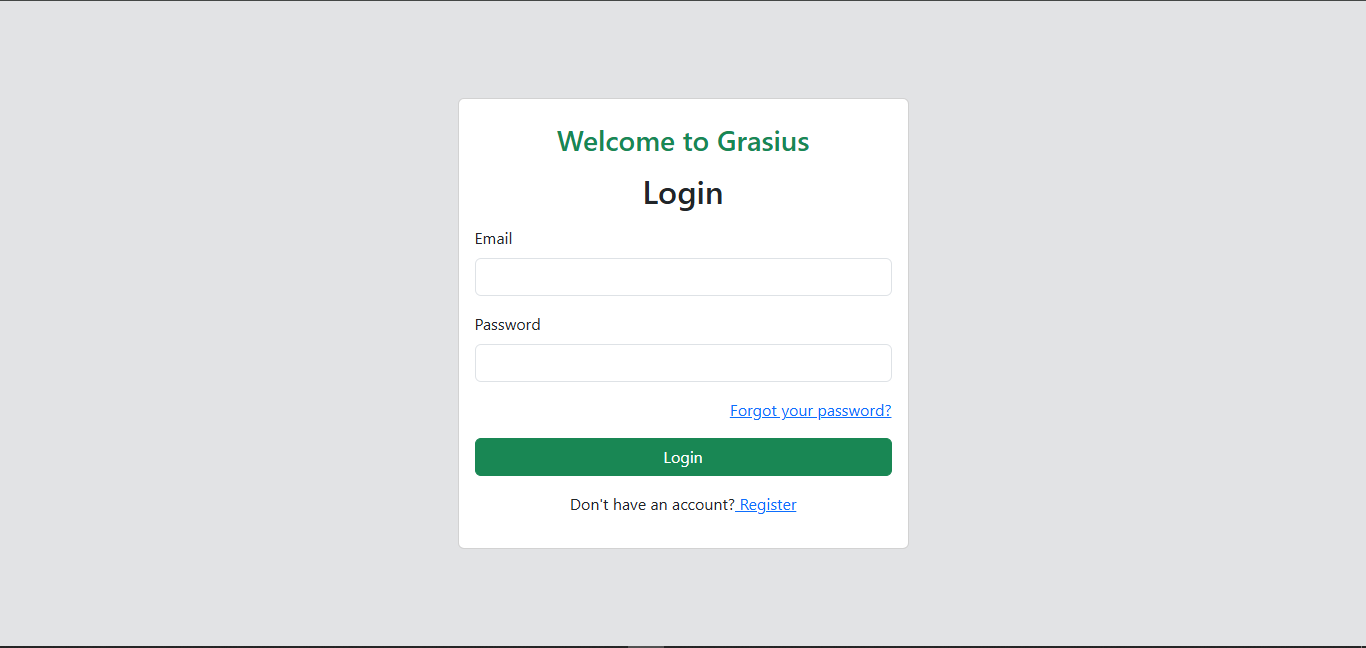 Welcome to Grasius
Login
Email
Password
Forgot your password?
Login
Don't have an account? Register